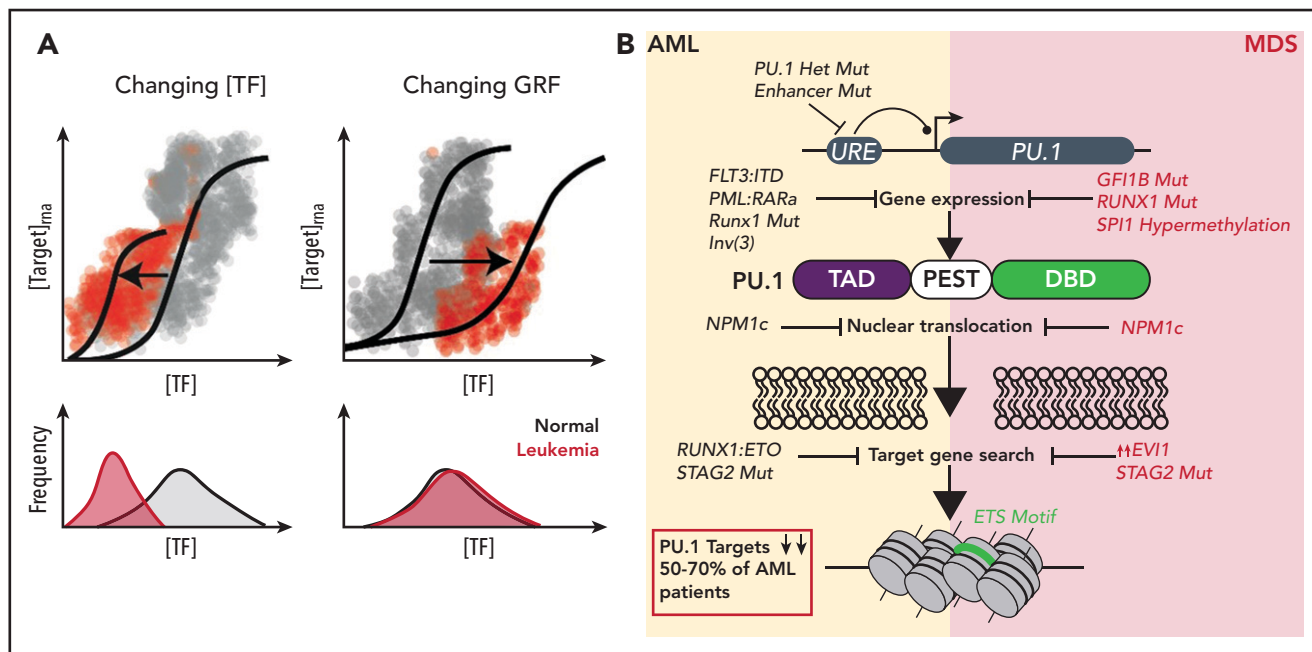 A
Changing [TF]
Changing GRF
[Target]rna
[TF]
[Target]rna
[TF]
Frequency
[TF]
Normal
Leukemia
[TF]
B
AML
MDS
PU.1 Het Mut
Enhancer Mut
URE
PU.1
FLT3:ITD
PML:RARa
Runx1 Mut
Inv(3)
Gene expression
GFI1B Mut
RUNX1 Mut
SPI1 Hypermethylation
PU.1
TAD
PEST
DBD
NPM1c
Nuclear translocation
NPM1c
RUNX1:ETO
STAG2 Mut
Target gene search
↑↑EVI1
STAG2 Mut
ETS Motif
PU.1 Targets ↓↓
50-70% of AML
patients